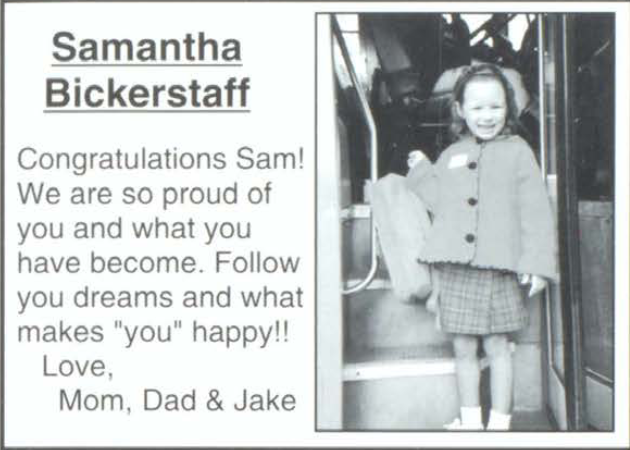 Samantha
Bickerstaff
Congratulations Sam!
We are so proud of
you and what you
have become. Follow
you dreams and what
makes "you" happy!!
Love,
Mom, Dad & Jake